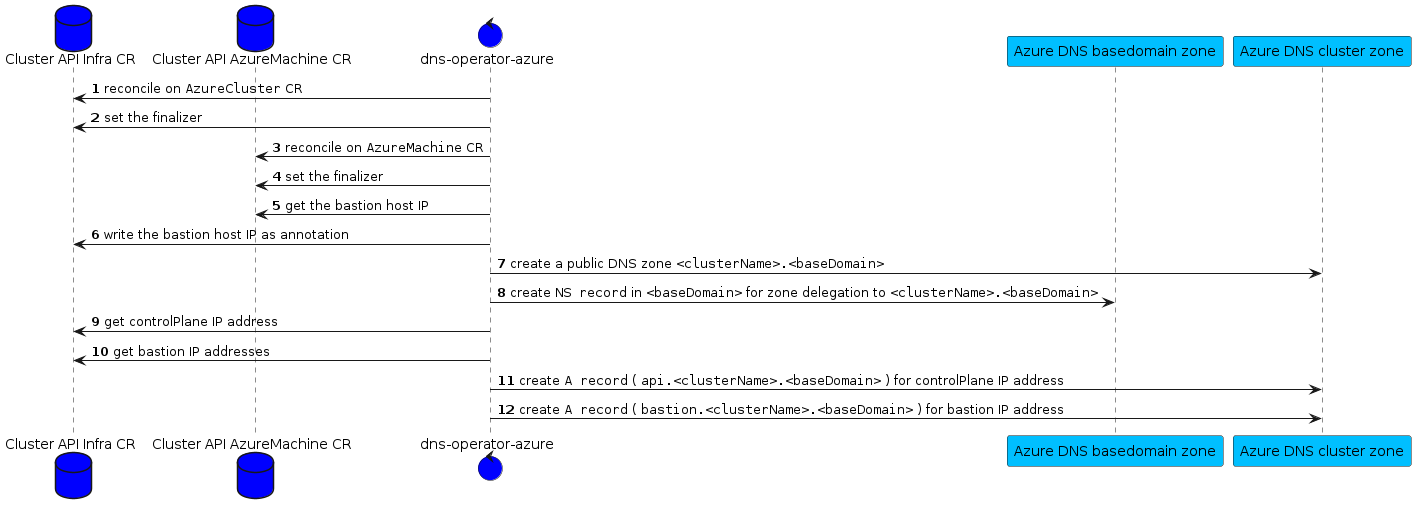 Cluster API Infra CR
Cluster API AzureMachine CR
dns-operator-azure
Azure DNS basedomain zone
Azure DNS cluster zone
1 reconcile on AzureCluster CR
2 set the finalizer
3 reconcile on AzureMachine CR
4 set the finalizer
5 get the bastion host IP
6 write the bastion host IP as annotation
7 create a public DNS zone <clusterName>.<baseDomain>
8 create NS record in <baseDomain> for zone delegation to <clusterName>.<baseDomain>
9 get controlPlane IP address
10 get bastion IP addresses
11 create A record ( api.<clusterName>.<baseDomain> ) for controlPlane IP address
12 create A record ( bastion.<clusterName>.<baseDomain> ) for bastion IP address
Cluster API Infra CR
Cluster API AzureMachine CR
dns-operator-azure
Azure DNS basedomain zone
Azure DNS cluster zone